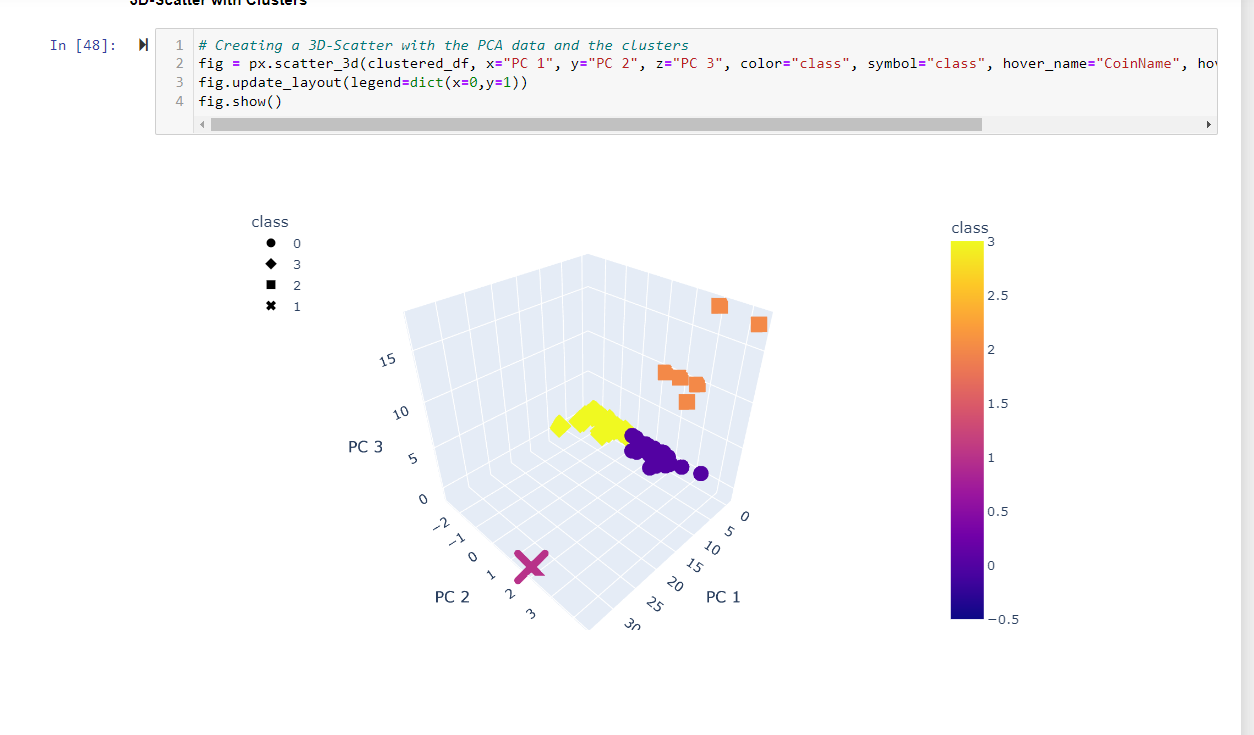 3D-Scatter with Clusters
In [48]:
1 # Creating a 3D-Scatter with the PCA data and the clusters
2 fig = px.scatter_3d(clustered_df, x="PC 1", y="PC 2", z="PC 3", color="class", symbol="class", hover_name="CoinName",
3 fig.update_layout(legend=dict(x=0,y=1))
4 fig.show()
class
0
3
2
1
15
10
5
0
PC 3
−2
−1
0
1
2
3
PC 2
0
5
10
15
20
25
30
PC 1
class
3
2.5
2
1.5
1
0.5
0
−0.5